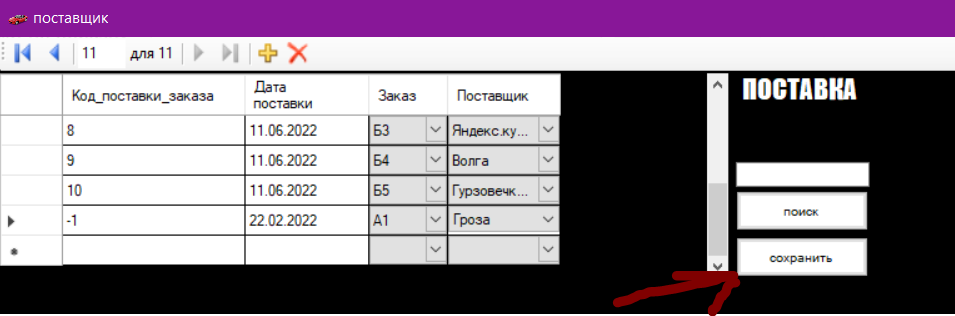 поставщик
11 для 11
Код_поставки_заказа Дата поставки Заказ Поставщик
8 11.06.2022 Б3 Яндекс.ку...
9 11.06.2022 Б4 Волга
10 11.06.2022 Б5 Гурзовечк...
-1 22.02.2022 А1 Гроза
ПОСТАВКА
поиск
сохранить